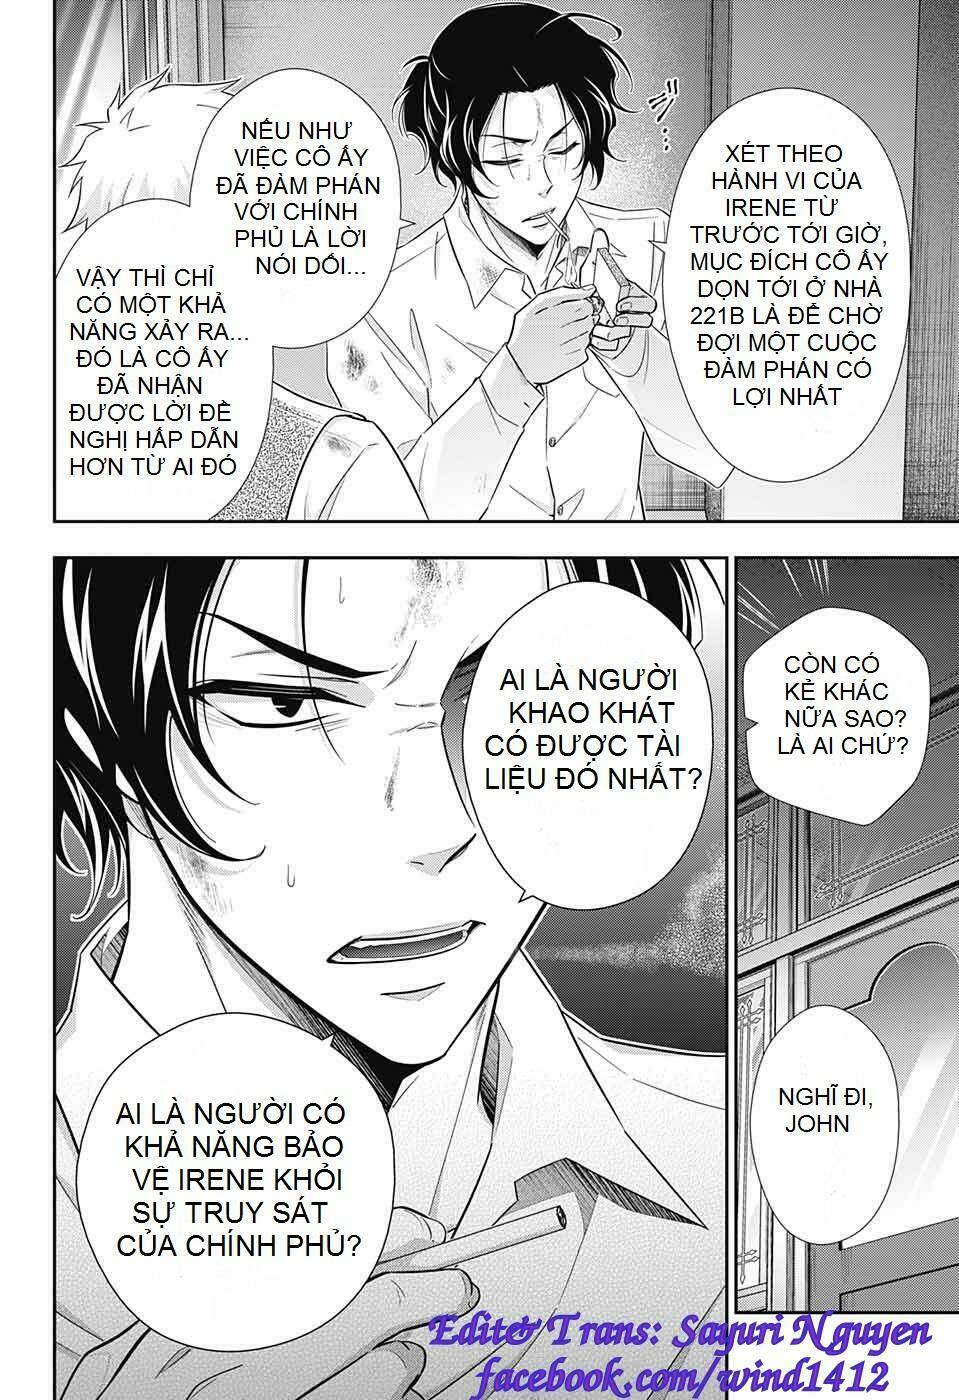 XÉT THEO
HÀNH VI CỦA
IRENE TỪ
TRƯỚC TỚI GIỜ,
MỤC ĐÍCH CÔ ẤY
DỌN TỚI Ở NHÀ
221B LÀ ĐỂ CHỜ
ĐỢI MỘT CUỘC
ĐÀM PHÁN CÓ
LỢI NHẤT
NẾU NHƯ
VIỆC CÔ ẤY
ĐÃ ĐÀM PHÁN
VỚI CHÍNH
PHỦ LÀ LỜI
NÓI DỐI...
VẬY THÌ CHỈ
CÓ MỘT KHẢ
NĂNG XẢY RA...
ĐÓ LÀ CÔ ẤY
ĐÃ NHẬN
ĐƯỢC LỜI ĐỀ
NGHỊ HẤP DẪN
HƠN TỪ AI ĐÓ
CÒN CÓ
KẺ KHÁC
NỮA SAO?
LÀ AI CHỨ?
NGHĨ ĐI,
JOHN
AI LÀ NGƯỜI
KHAO KHÁT
CÓ ĐƯỢC TÀI
LIỆU ĐÓ NHẤT?
AI LÀ NGƯỜI CÓ
KHẢ NĂNG BẢO
VỆ IRENE KHỎI
SỰ TRUY SÁT
CỦA CHÍNH PHỦ?
Edit& Trans: Sayuri Nguyen
facebook.com/wind1412